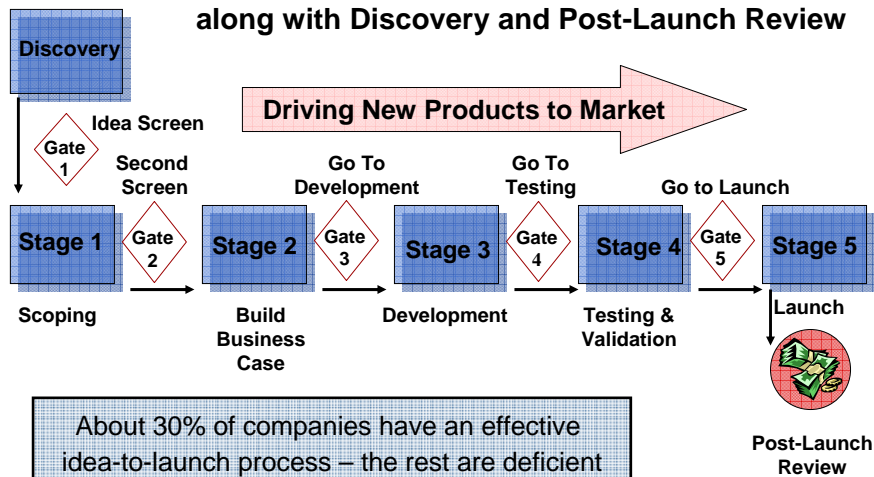 along with Discovery and Post-Launch Review
Discovery
Driving New Products to Market
Idea Screen
Gate
1
Second
Screen
Go To
Development
Go To
Testing
Go to Launch
Stage 1
Gate
2
Stage 2
Gate
3
Stage 3
Gate
4
Stage 4
Gate
5
Stage 5
Scoping
Build
Business
Case
Development
Testing &
Validation
Launch
About 30% of companies have an effective
idea-to-launch process – the rest are deficient
Post-Launch
Review